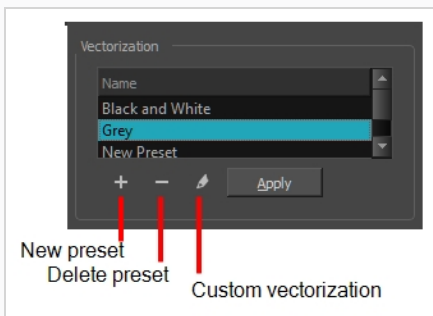 Vectorization
Name
Black and White
Grey
New Preset
+ − Apply
New preset
Delete preset
Custom vectorization